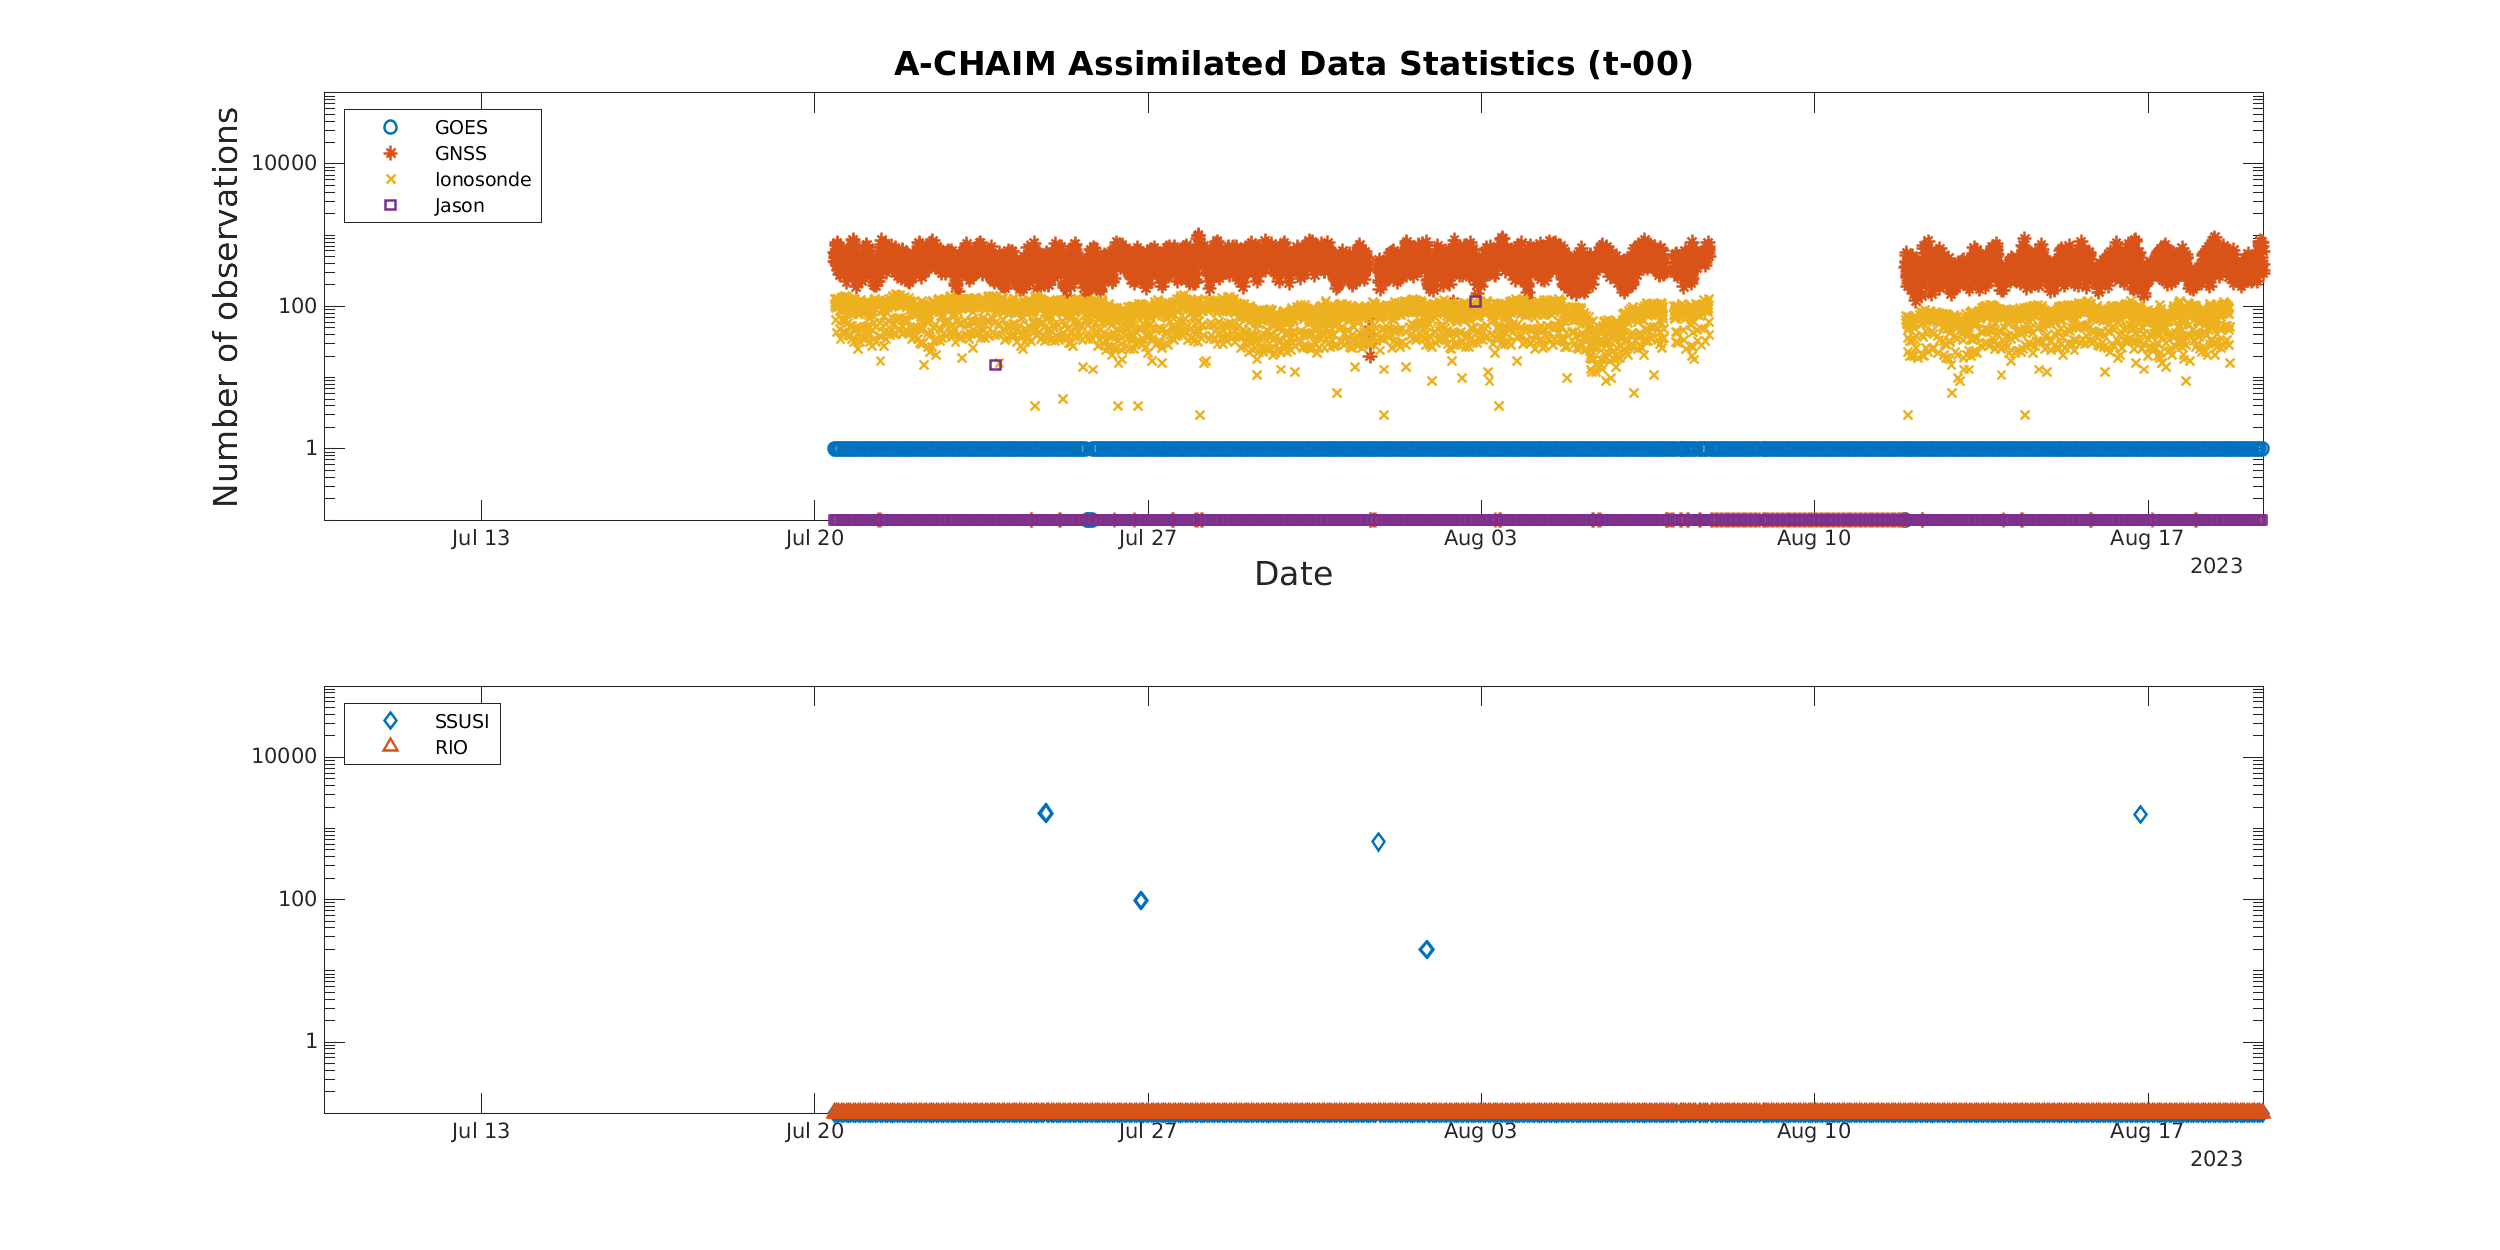 A-CHAIM Assimilated Data Statistics (t-00)
Number of observations
10000
100
1
GOES
GNSS
Ionosonde
Jason
Jul 13 Jul 20 Jul 27 Aug 03 Aug 10 Aug 17
2023
Date
10000
100
1
SSUSI
RIO
Jul 13 Jul 20 Jul 27 Aug 03 Aug 10 Aug 17
2023